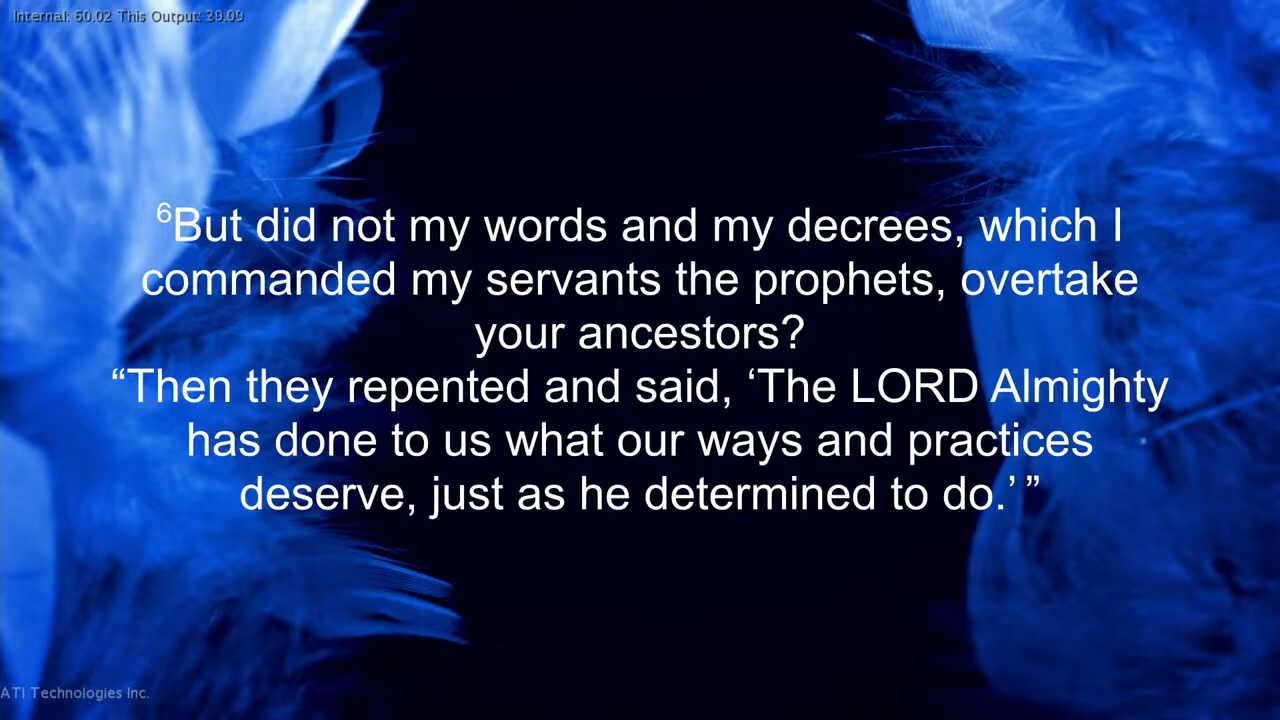 Internal: 60.02 This Output: 30.09
⁶But did not my words and my decrees, which I
commanded my servants the prophets, overtake
your ancestors?
“Then they repented and said, ‘The LORD Almighty
has done to us what our ways and practices
deserve, just as he determined to do.’ ”
ATI Technologies Inc.